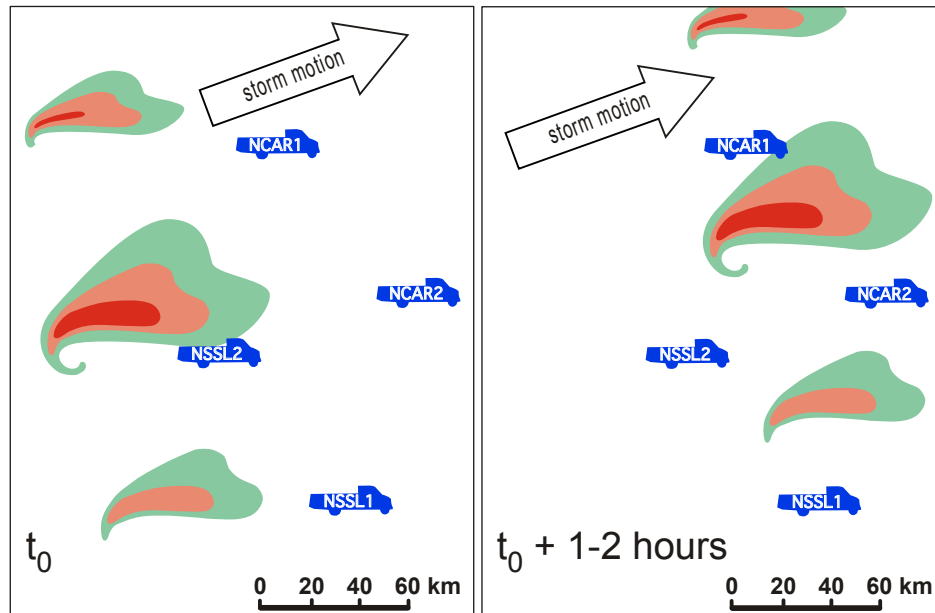 storm motion
NCAR1
NCAR2
NSSL2
NSSL1
t0
0 20 40 60 km
storm motion
NCAR1
NCAR2
NSSL2
NSSL1
t0 + 1-2 hours
0 20 40 60 km